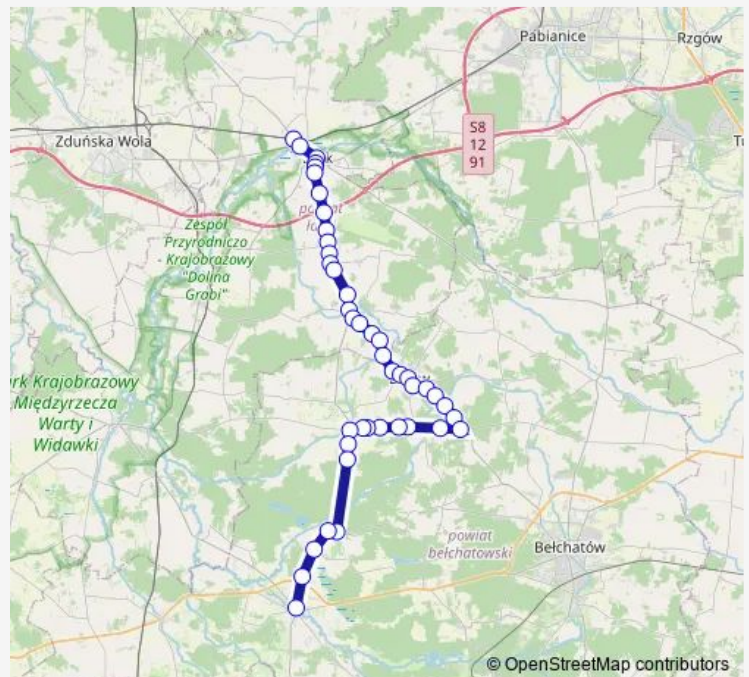 Pabianice
Rzgów
S8
12
91
Zduńska Wola
Zespół
Przyrodniczo
- Krajobrazowy
"Dolina
Grobi"
rk Krajobrazowy
Międzyrzecza
Warty i
Widawki
powiat
bełchatowski
Bełchatów
© OpenStreetMap contributors